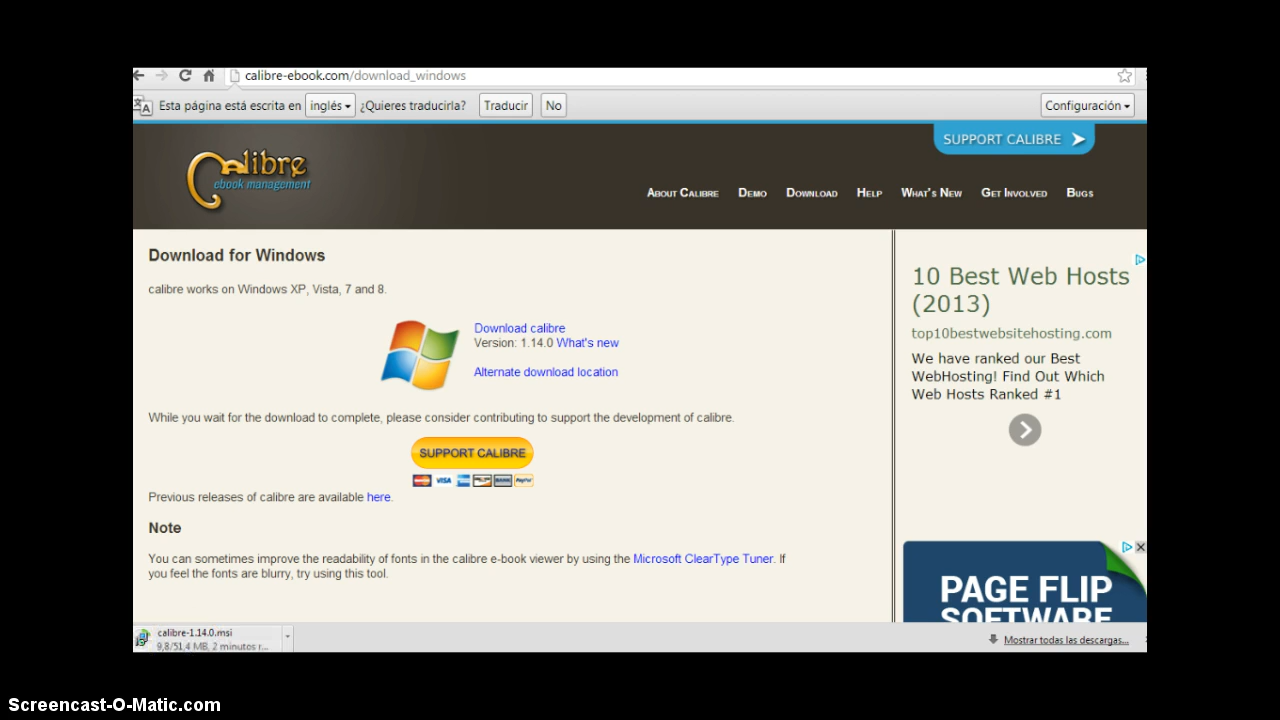 calibre-ebook.com/download_windows
Esta página está escrita en inglés ¿Quieres traducirla? Traducir No Configuración
SUPPORT CALIBRE
Calibre
ebook management
About Calibre Demo Download Help What's New Get Involved Bugs
Download for Windows
calibre works on Windows XP, Vista, 7 and 8.
Download calibre
Version: 1.14.0 What's new
Alternate download location
While you wait for the download to complete, please consider contributing to support the development of calibre.
SUPPORT CALIBRE
VISA PayPal
Previous releases of calibre are available here.
Note
You can sometimes improve the readability of fonts in the calibre e-book viewer by using the Microsoft ClearType Tuner. If
you feel the fonts are blurry, try using this tool.
10 Best Web Hosts
(2013)
top10bestwebsitehosting.com
We have ranked our Best
WebHosting! Find Out Which
Web Hosts Ranked #1
PAGE FLIP
SOFTWARE
calibre-1.14.0.msi
9,8/51,4 MB, 2 minutos r...
Mostrar todas las descargas...
Screencast-O-Matic.com